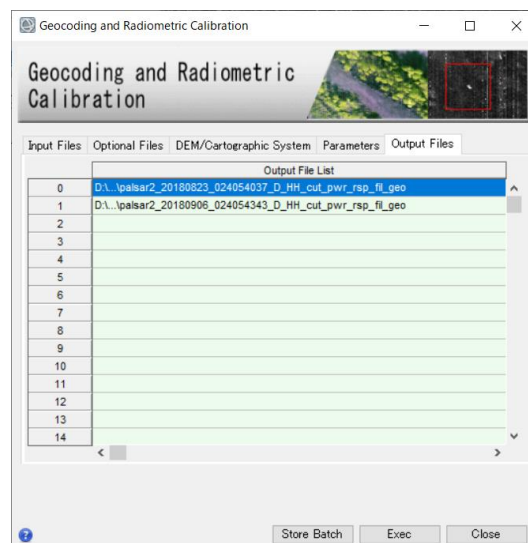 Geocoding and Radiometric Calibration
Geocoding and Radiometric
Calibration
Input Files Optional Files DEM/Cartographic System Parameters Output Files
Output File List
0 D:\...\palsar2_20180823_024054037_D_HH_cut_pwr_rsp_fil_geo
1 D:\...\palsar2_20180906_024054343_D_HH_cut_pwr_rsp_fil_geo
2
3
4
5
6
7
8
9
10
11
12
13
14
Store Batch Exec Close